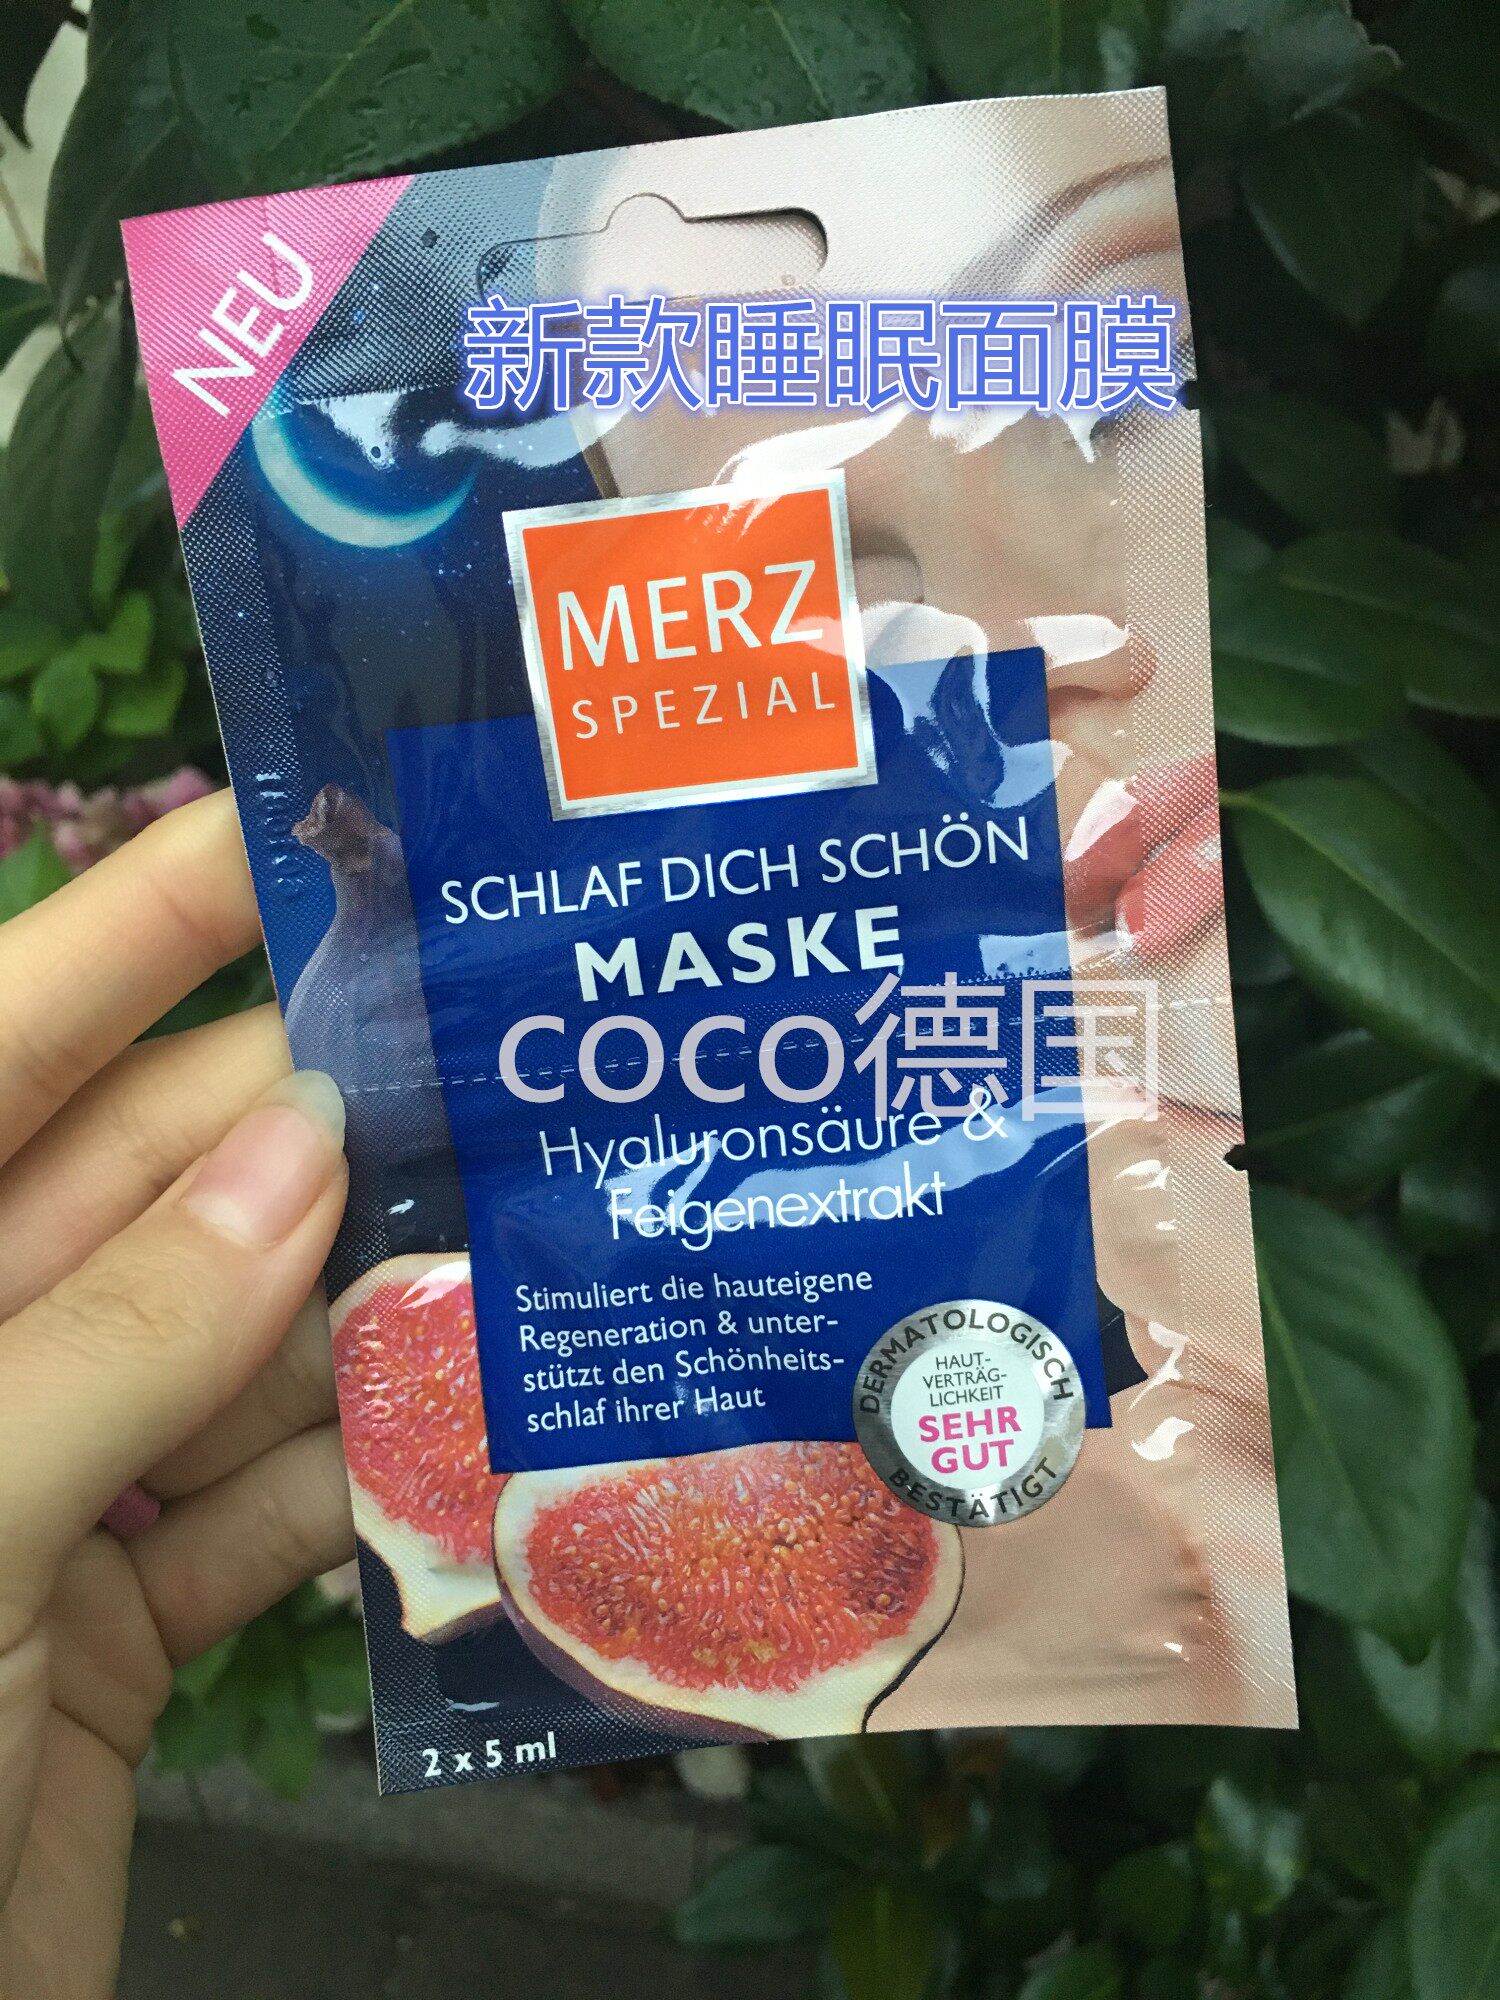 NEU
新款睡眠面膜
MERZ
SPEZIAL
SCHLAF DICH SCHÖN
MASKE
COCO德国
Hyaluronsäure &
Feigenextrakt
Stimuliert die hauteigene
Regeneration & unter-
stützt den Schönheits-
schlaf ihrer Haut
DERMATOLOGISCH
HAUT-
VERTRÄG-
LICHKEIT
SEHR
GUT
BESTÄTIGT
2 x 5 ml